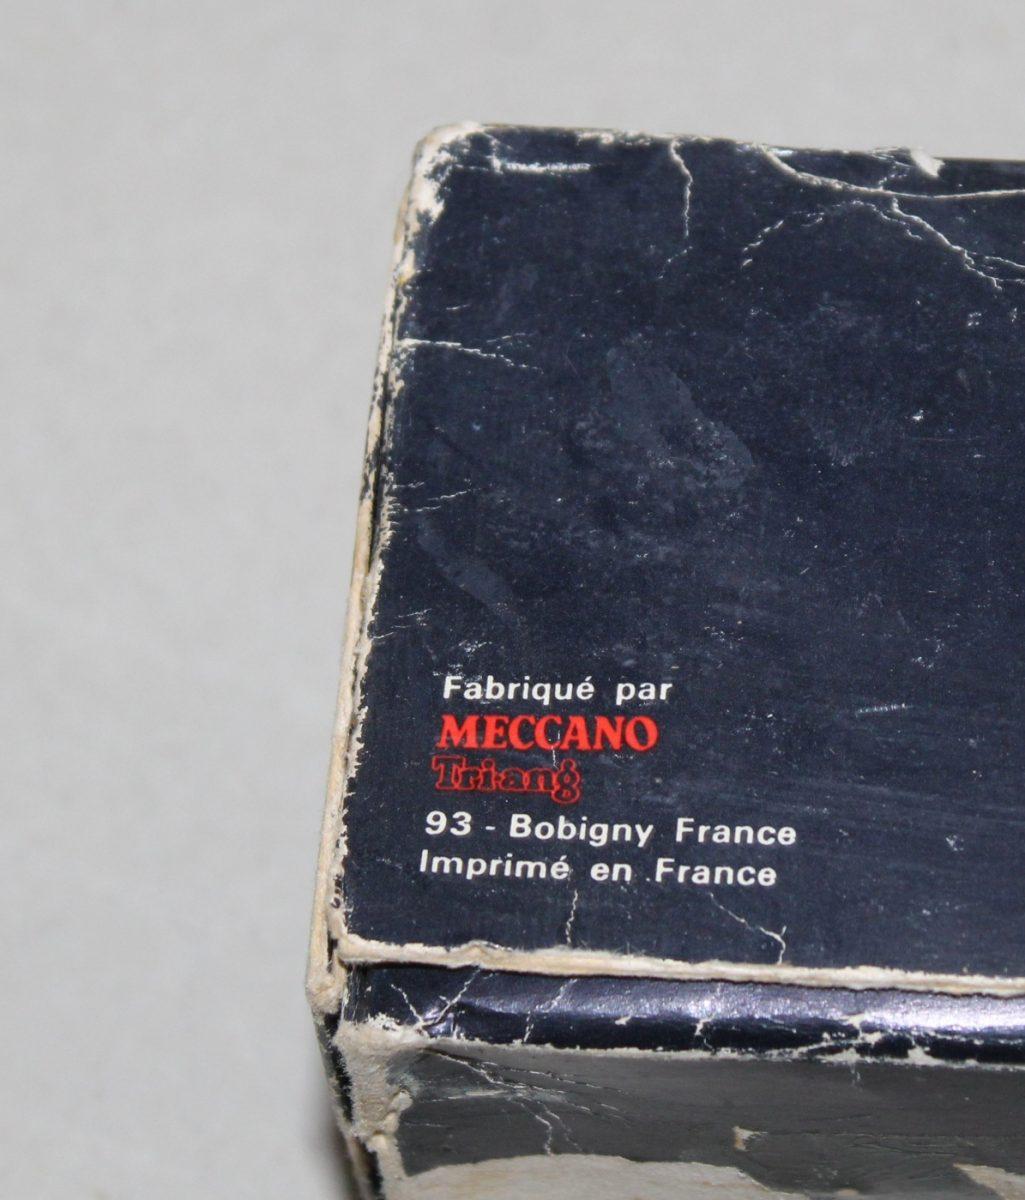 Fabriqué par
MECCANO
Tri-ang
93 - Bobigny France
Imprimé en France